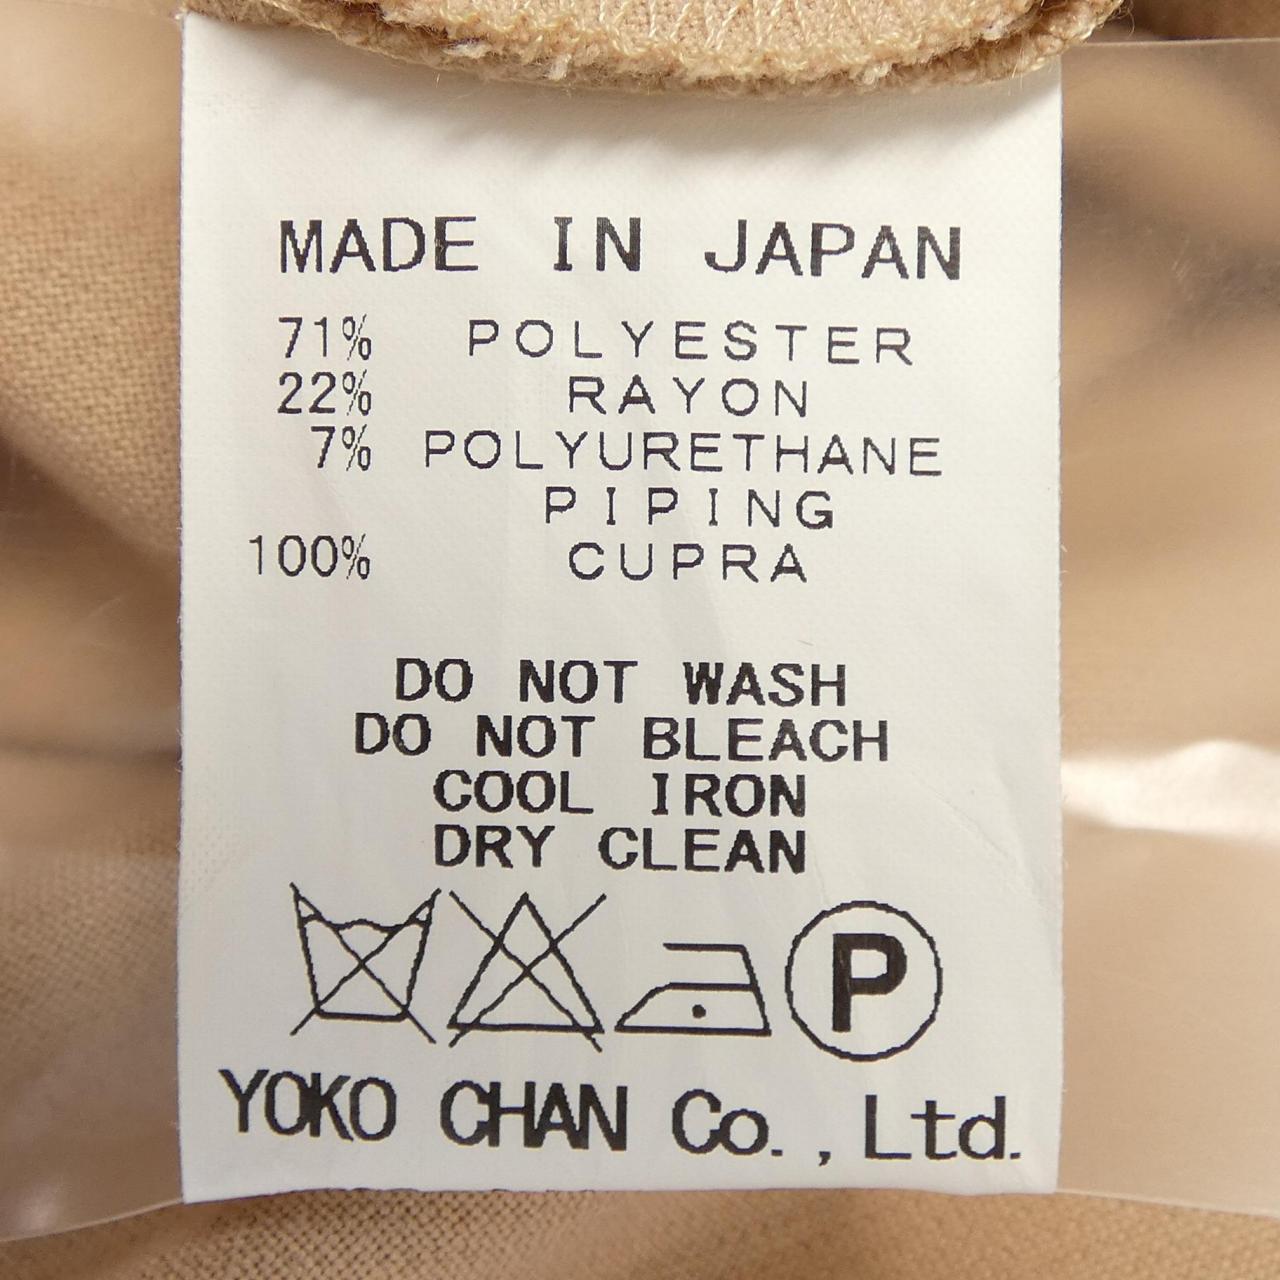 MADE IN JAPAN
71% POLYESTER
22% RAYON
7% POLYURETHANE
PIPING
100% CUPRA
DO NOT WASH
DO NOT BLEACH
COOL IRON
DRY CLEAN
P
YOKO CHAN Co., Ltd.